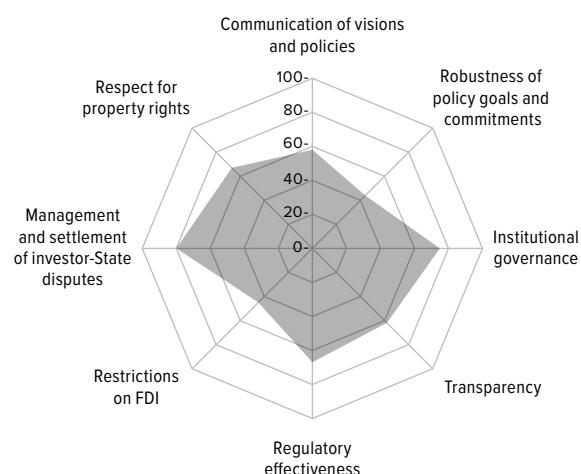 Communication of visions
and policies
Robustness of
policy goals and
commitments
Institutional
governance
Transparency
Regulatory
effectiveness
Restrictions
on FDI
Management
and settlement
of investor-State
disputes
Respect for
property rights
100-
80-
60-
40-
20-
0-